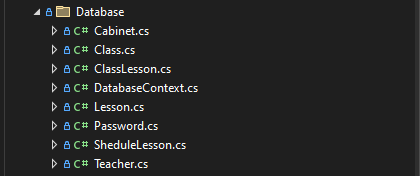 Database
C# Cabinet.cs
C# Class.cs
C# ClassLesson.cs
C# DatabaseContext.cs
C# Lesson.cs
C# Password.cs
C# SheduleLesson.cs
C# Teacher.cs